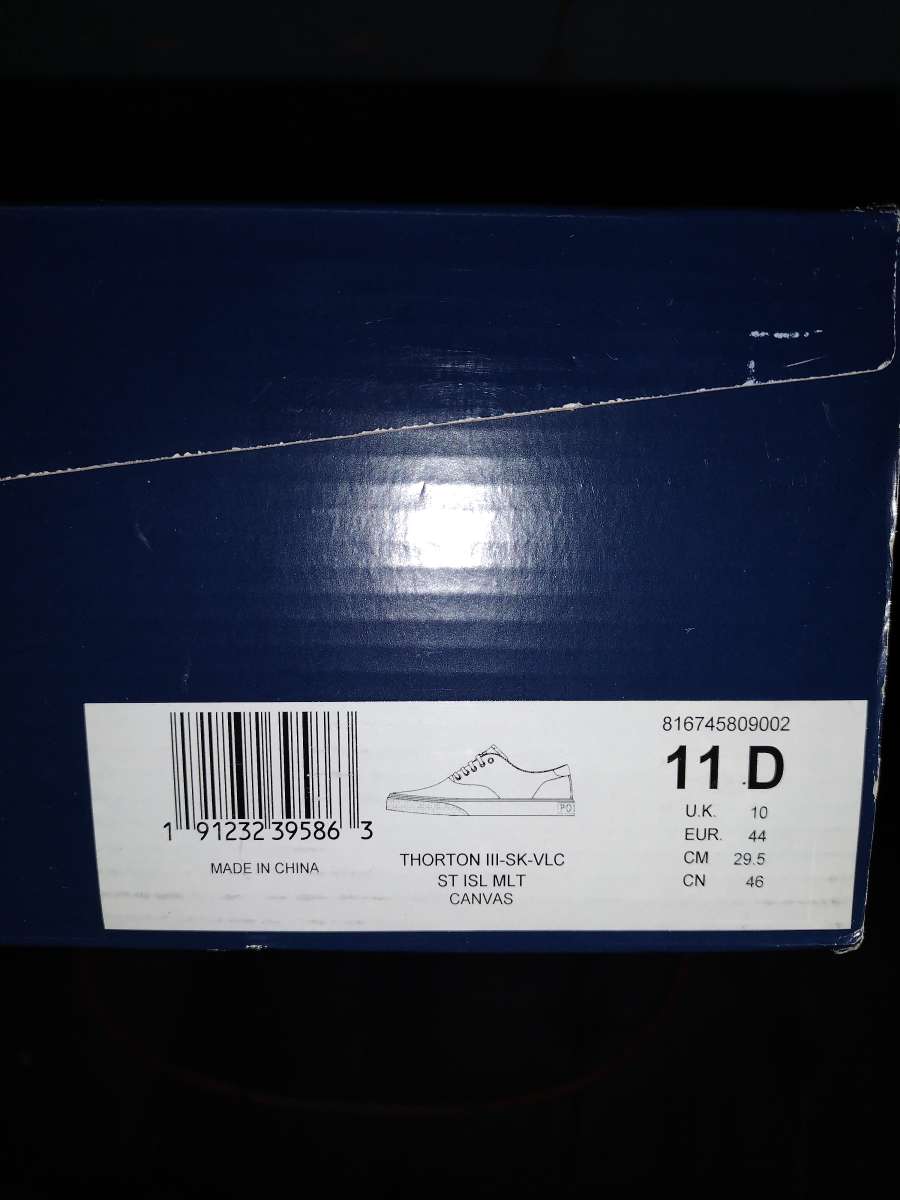 1 91232 39586 3
MADE IN CHINA
PO
THORTON III-SK-VLC
ST ISL MLT
CANVAS
816745809002
11 D
U.K. 10
EUR. 44
CM 29.5
CN 46